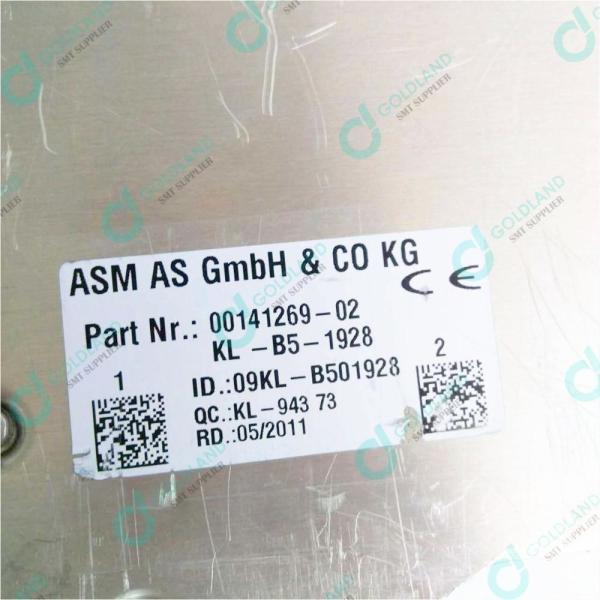 ASM AS GmbH & CO KG
CE
Part Nr.: 00141269-02
KL-B5-1928
1
2
ID.:09KL-B501928
QC.:KL-943 73
RD.:05/2011
GOLDLAND
SMT SUPPLIER